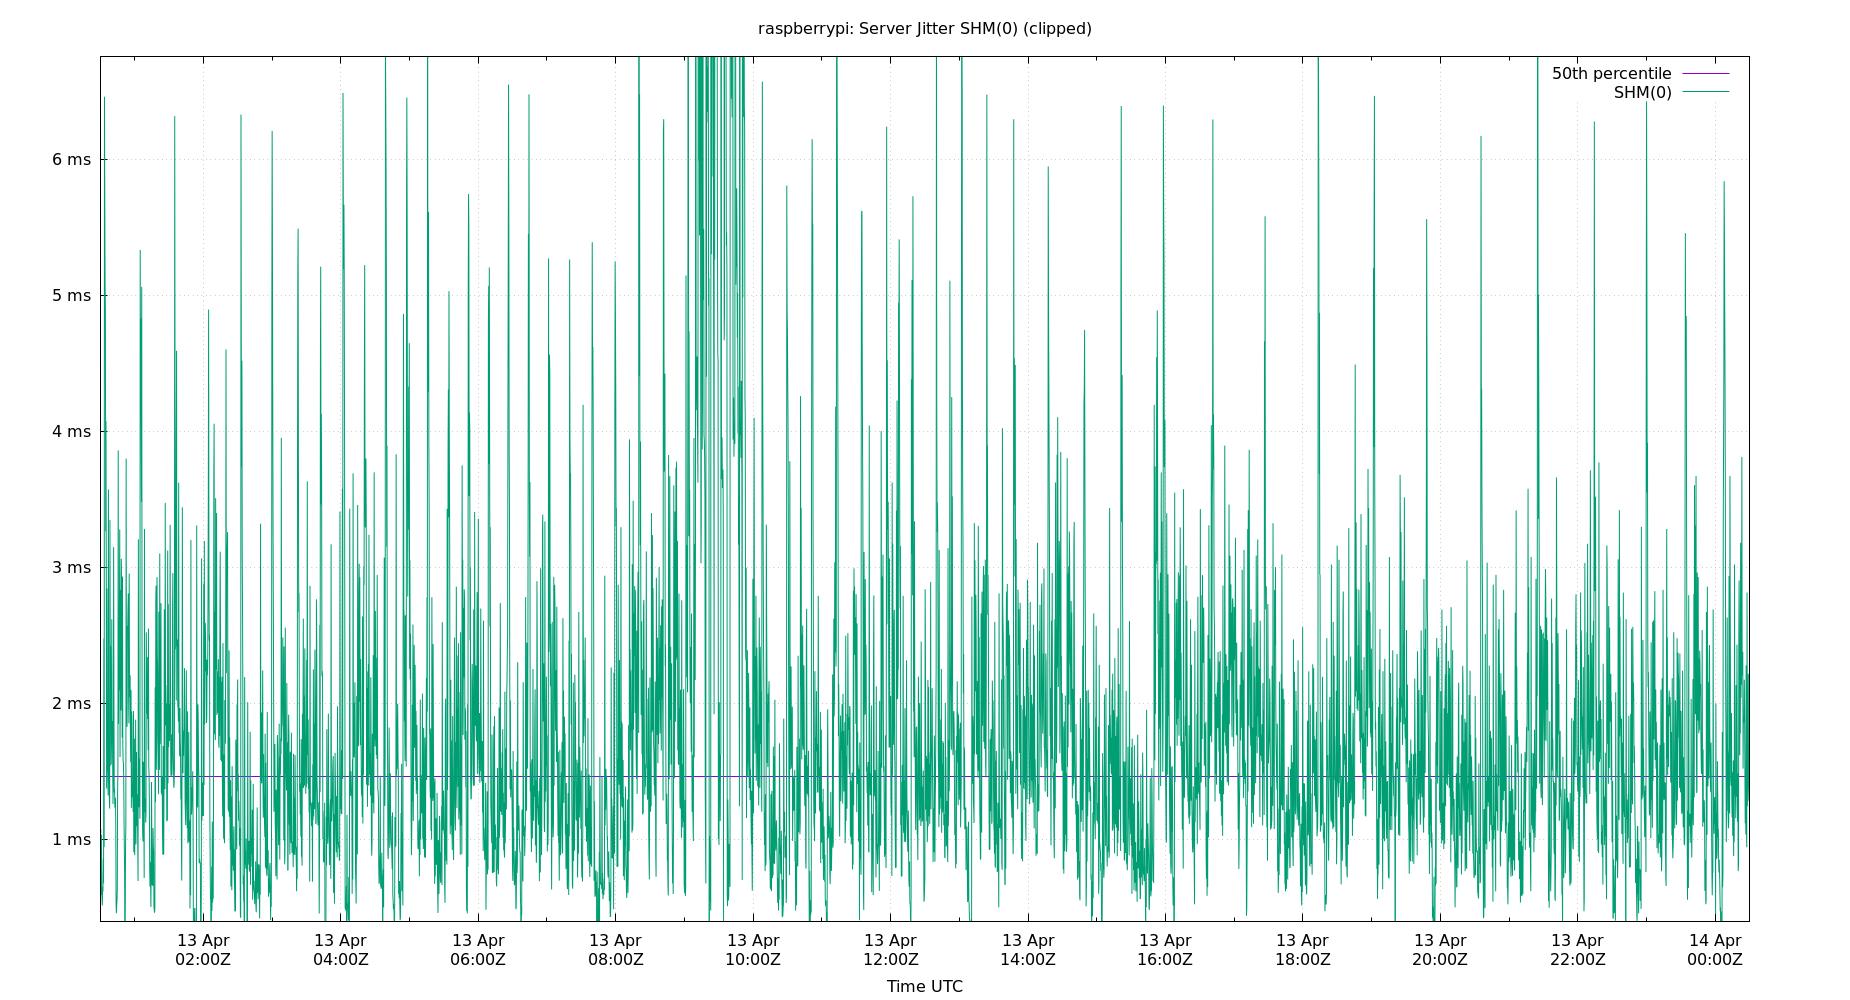 raspberrypi: Server Jitter SHM(0) (clipped)
50th percentile
SHM(0)
6 ms
5 ms
4 ms
3 ms
2 ms
1 ms
13 Apr 13 Apr 13 Apr 13 Apr 13 Apr 13 Apr 13 Apr 13 Apr 13 Apr 13 Apr 13 Apr 14 Apr
02:00Z 04:00Z 06:00Z 08:00Z 10:00Z 12:00Z 14:00Z 16:00Z 18:00Z 20:00Z 22:00Z 00:00Z
Time UTC